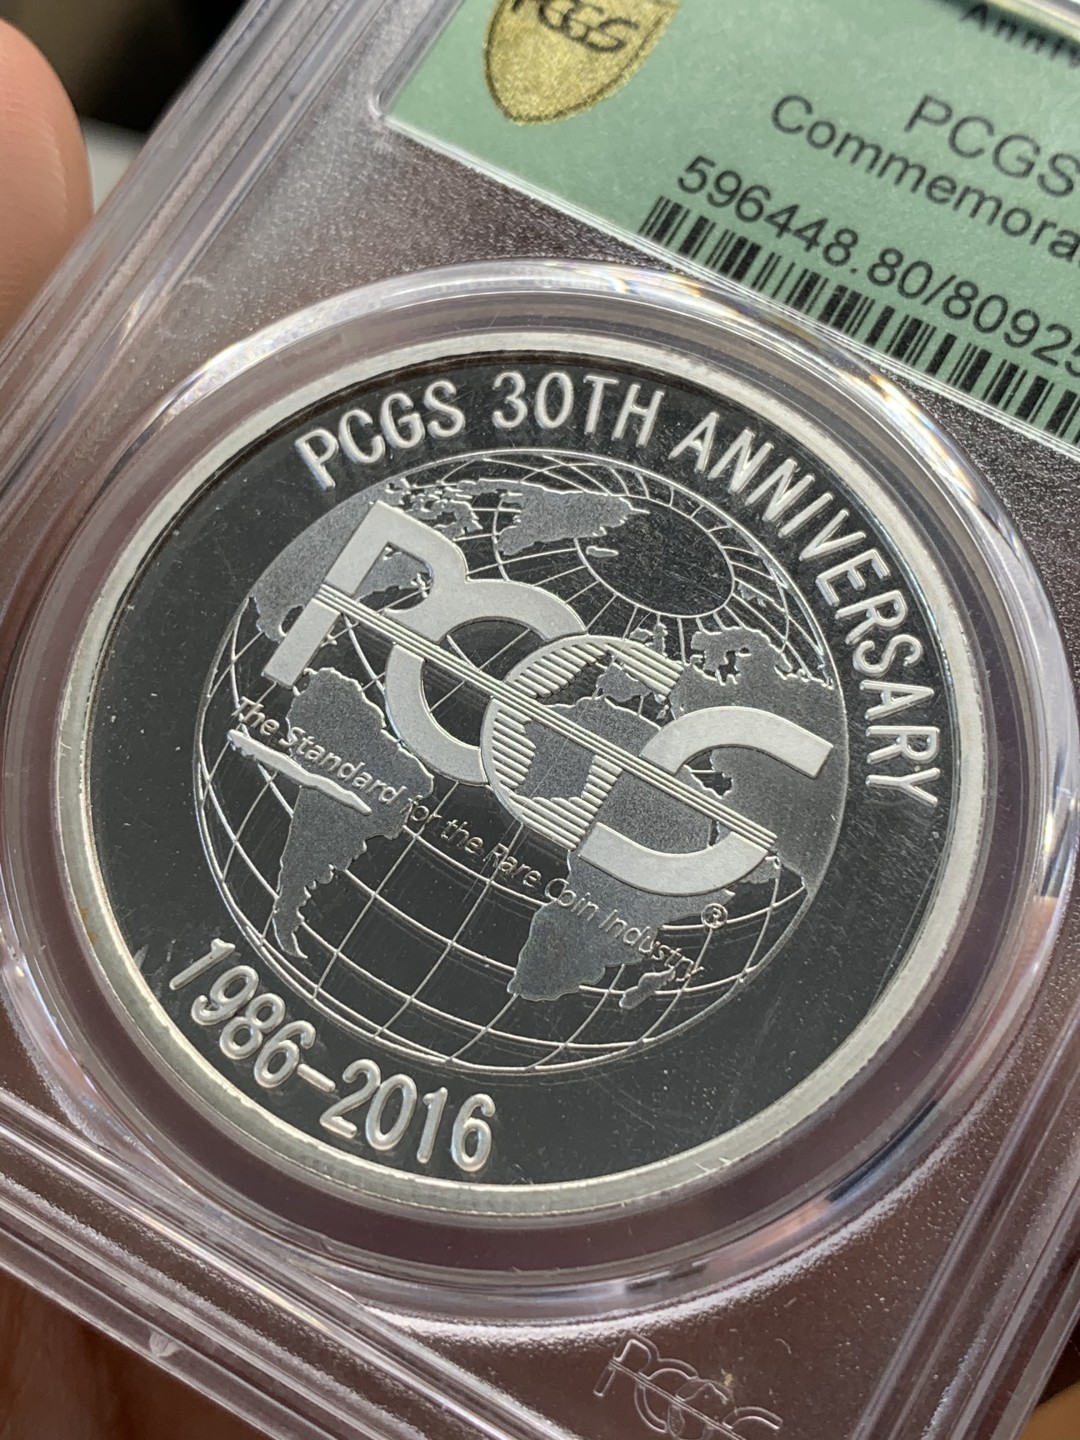 PCGS
PCGS
Commemora
596448.80/80925
PCGS 30TH ANNIVERSARY
PCGS
The Standard for the Rare Coin Industry
®
1986-2016
PCGS